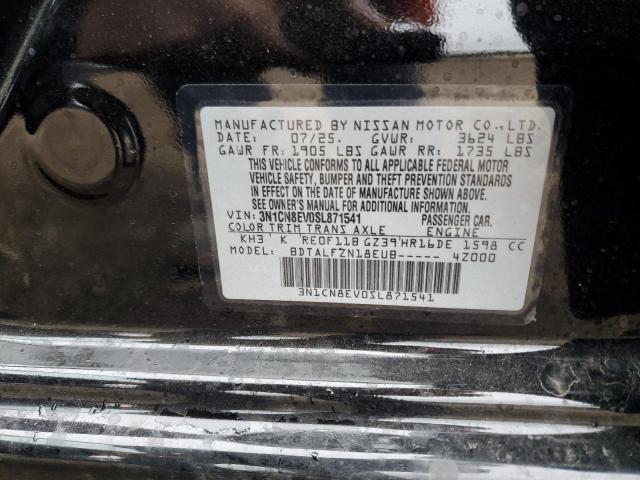 MANUFACTURED BY NISSAN MOTOR CO.,LTD.
DATE: 07/25. GVWR: 3624 LBS
GAWR FR: 1905 LBS GAWR RR: 1735 LBS
THIS VEHICLE CONFORMS TO ALL APPLICABLE FEDERAL MOTOR
VEHICLE SAFETY, BUMPER AND THEFT PREVENTION STANDARDS
IN EFFECT ON THE DATE OF MANUFACTURE SHOWN ABOVE.
SEE OWNER'S MANUAL FOR ADDITIONAL INFORMATION.
VIN: 3N1CN8EV0SL871541 PASSENGER CAR.
COLOR TRIM TRANS AXLE ENGINE
KH3 K RE0F11B GZ39 HR16DE 1598 CC
MODEL: BDTALFZN18EUB----- 4Z000
3N1CN8EV0SL871541